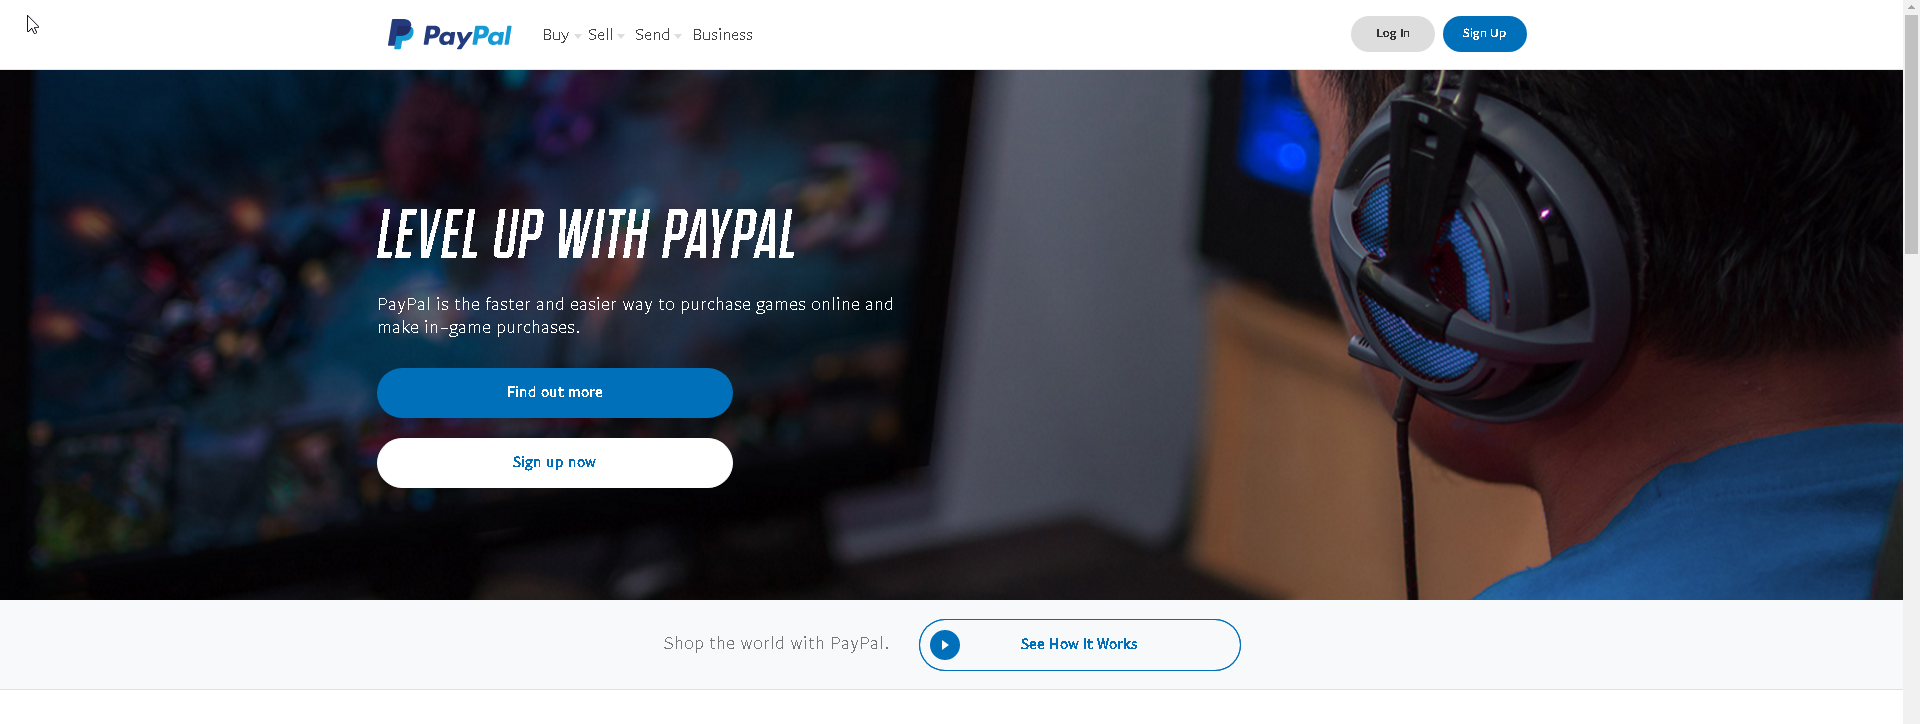 PayPal Buy Sell Send Business Log In Sign Up
LEVEL UP WITH PAYPAL
PayPal is the faster and easier way to purchase games online and
make in-game purchases.
Find out more
Sign up now
Shop the world with PayPal. See How It Works